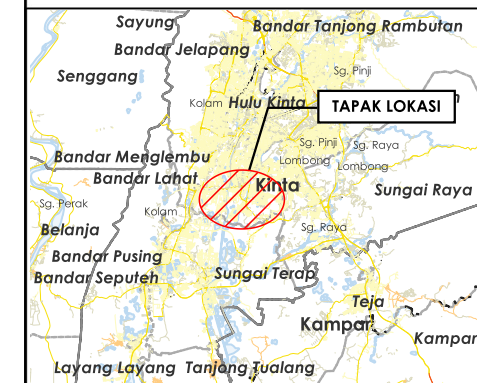 Sayung
Bandar Tanjong Rambutan
Bandar Jelapang
Senggang
Sg. Pinji
Kolam
Hulu Kinta
TAPAK LOKASI
n
Sg. Pinji
Sg. Raya
Bandar Menglembu
Lombong
Lombong
Bandar Lahat
Kinta
Sungai Raya
Sg. Perak
Kolam
Belanja
Sg. Raya
Bandar Pusing
Bandar Seputeh
Sungai Terap
Teja
Kampar
Kampar
Layang Layang
Tanjong Tualang